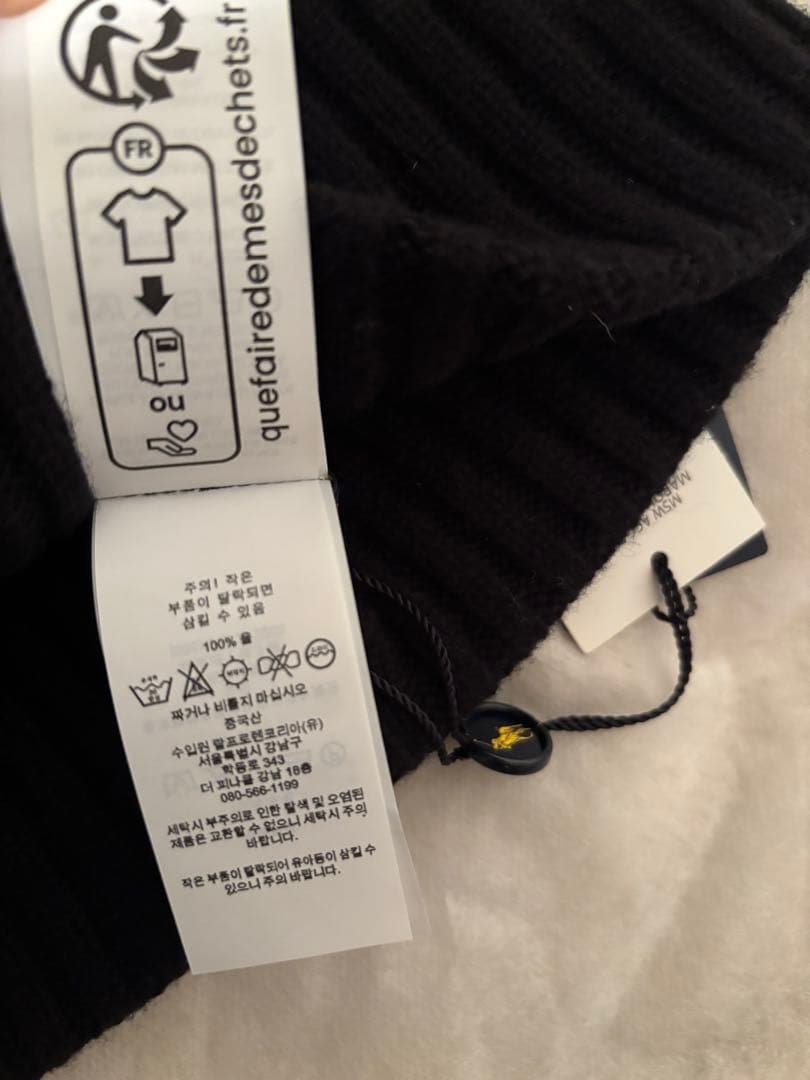 FR
ou
quefairedemesdechets.fr
주의! 작은
부품이 탈락되면
삼킬 수 있음
100% 울
짜거나 비틀지 마십시오
중국산
수입원 랄프로렌코리아(유)
서울특별시 강남구
학동로 343
더 피나클 강남 18층
080-566-1199
세탁시 부주의로 인한 탈색 및 오염된
제품은 교환할 수 없으니 세탁시 주의
바랍니다.
작은 부품이 탈락되어 유아등이 삼킬 수
있으니 주의 바랍니다.
MSW